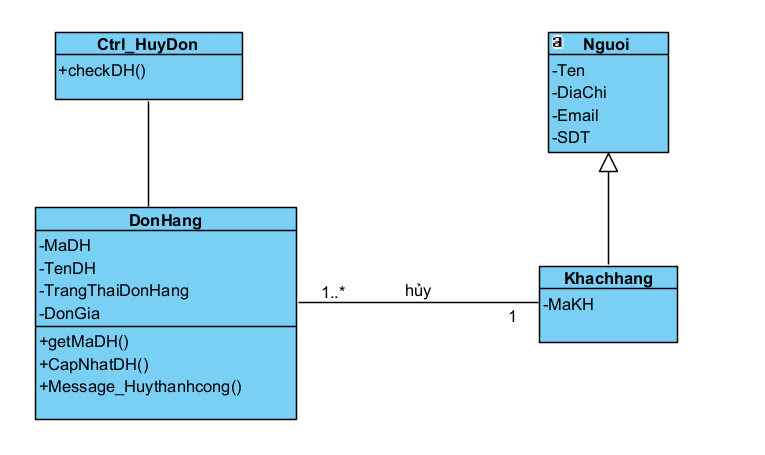 Ctrl_HuyDon
+checkDH()
a
Nguoi
-Ten
-DiaChi
-Email
-SDT
DonHang
-MaDH
-TenDH
-TrangThaiDonHang
-DonGia
+getMaDH()
+CapNhatDH()
+Message_Huythanhcong()
1..*
hủy
1
Khachhang
-MaKH